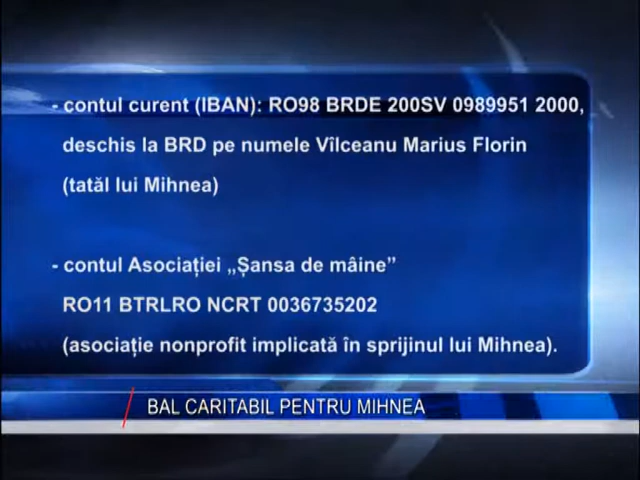 - contul curent (IBAN): RO98 BRDE 200SV 0989951 2000,
deschis la BRD pe numele Vîlceanu Marius Florin
(tatăl lui Mihnea)
- contul Asociației „Șansa de mâine”
RO11 BTRLRO NCRT 0036735202
(asociație nonprofit implicată în sprijinul lui Mihnea).
BAL CARITABIL PENTRU MIHNEA